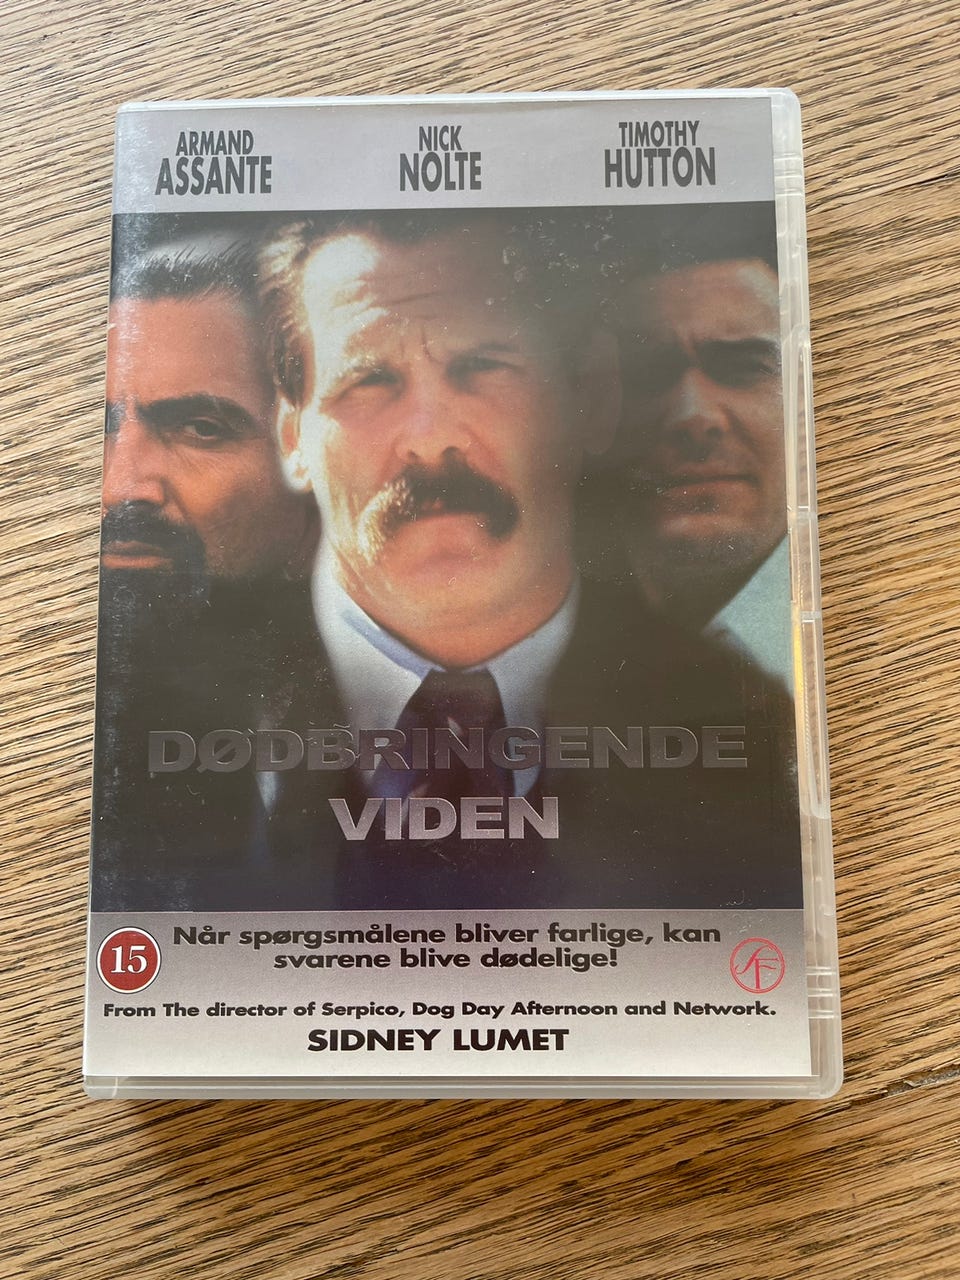 ARMAND
ASSANTE
NICK
NOLTE
TIMOTHY
HUTTON
DØDBRINGENDE
VIDEN
Når spørgsmålene bliver farlige, kan
svarene blive dødelige!
15
SF
From The director of Serpico, Dog Day Afternoon and Network.
SIDNEY LUMET